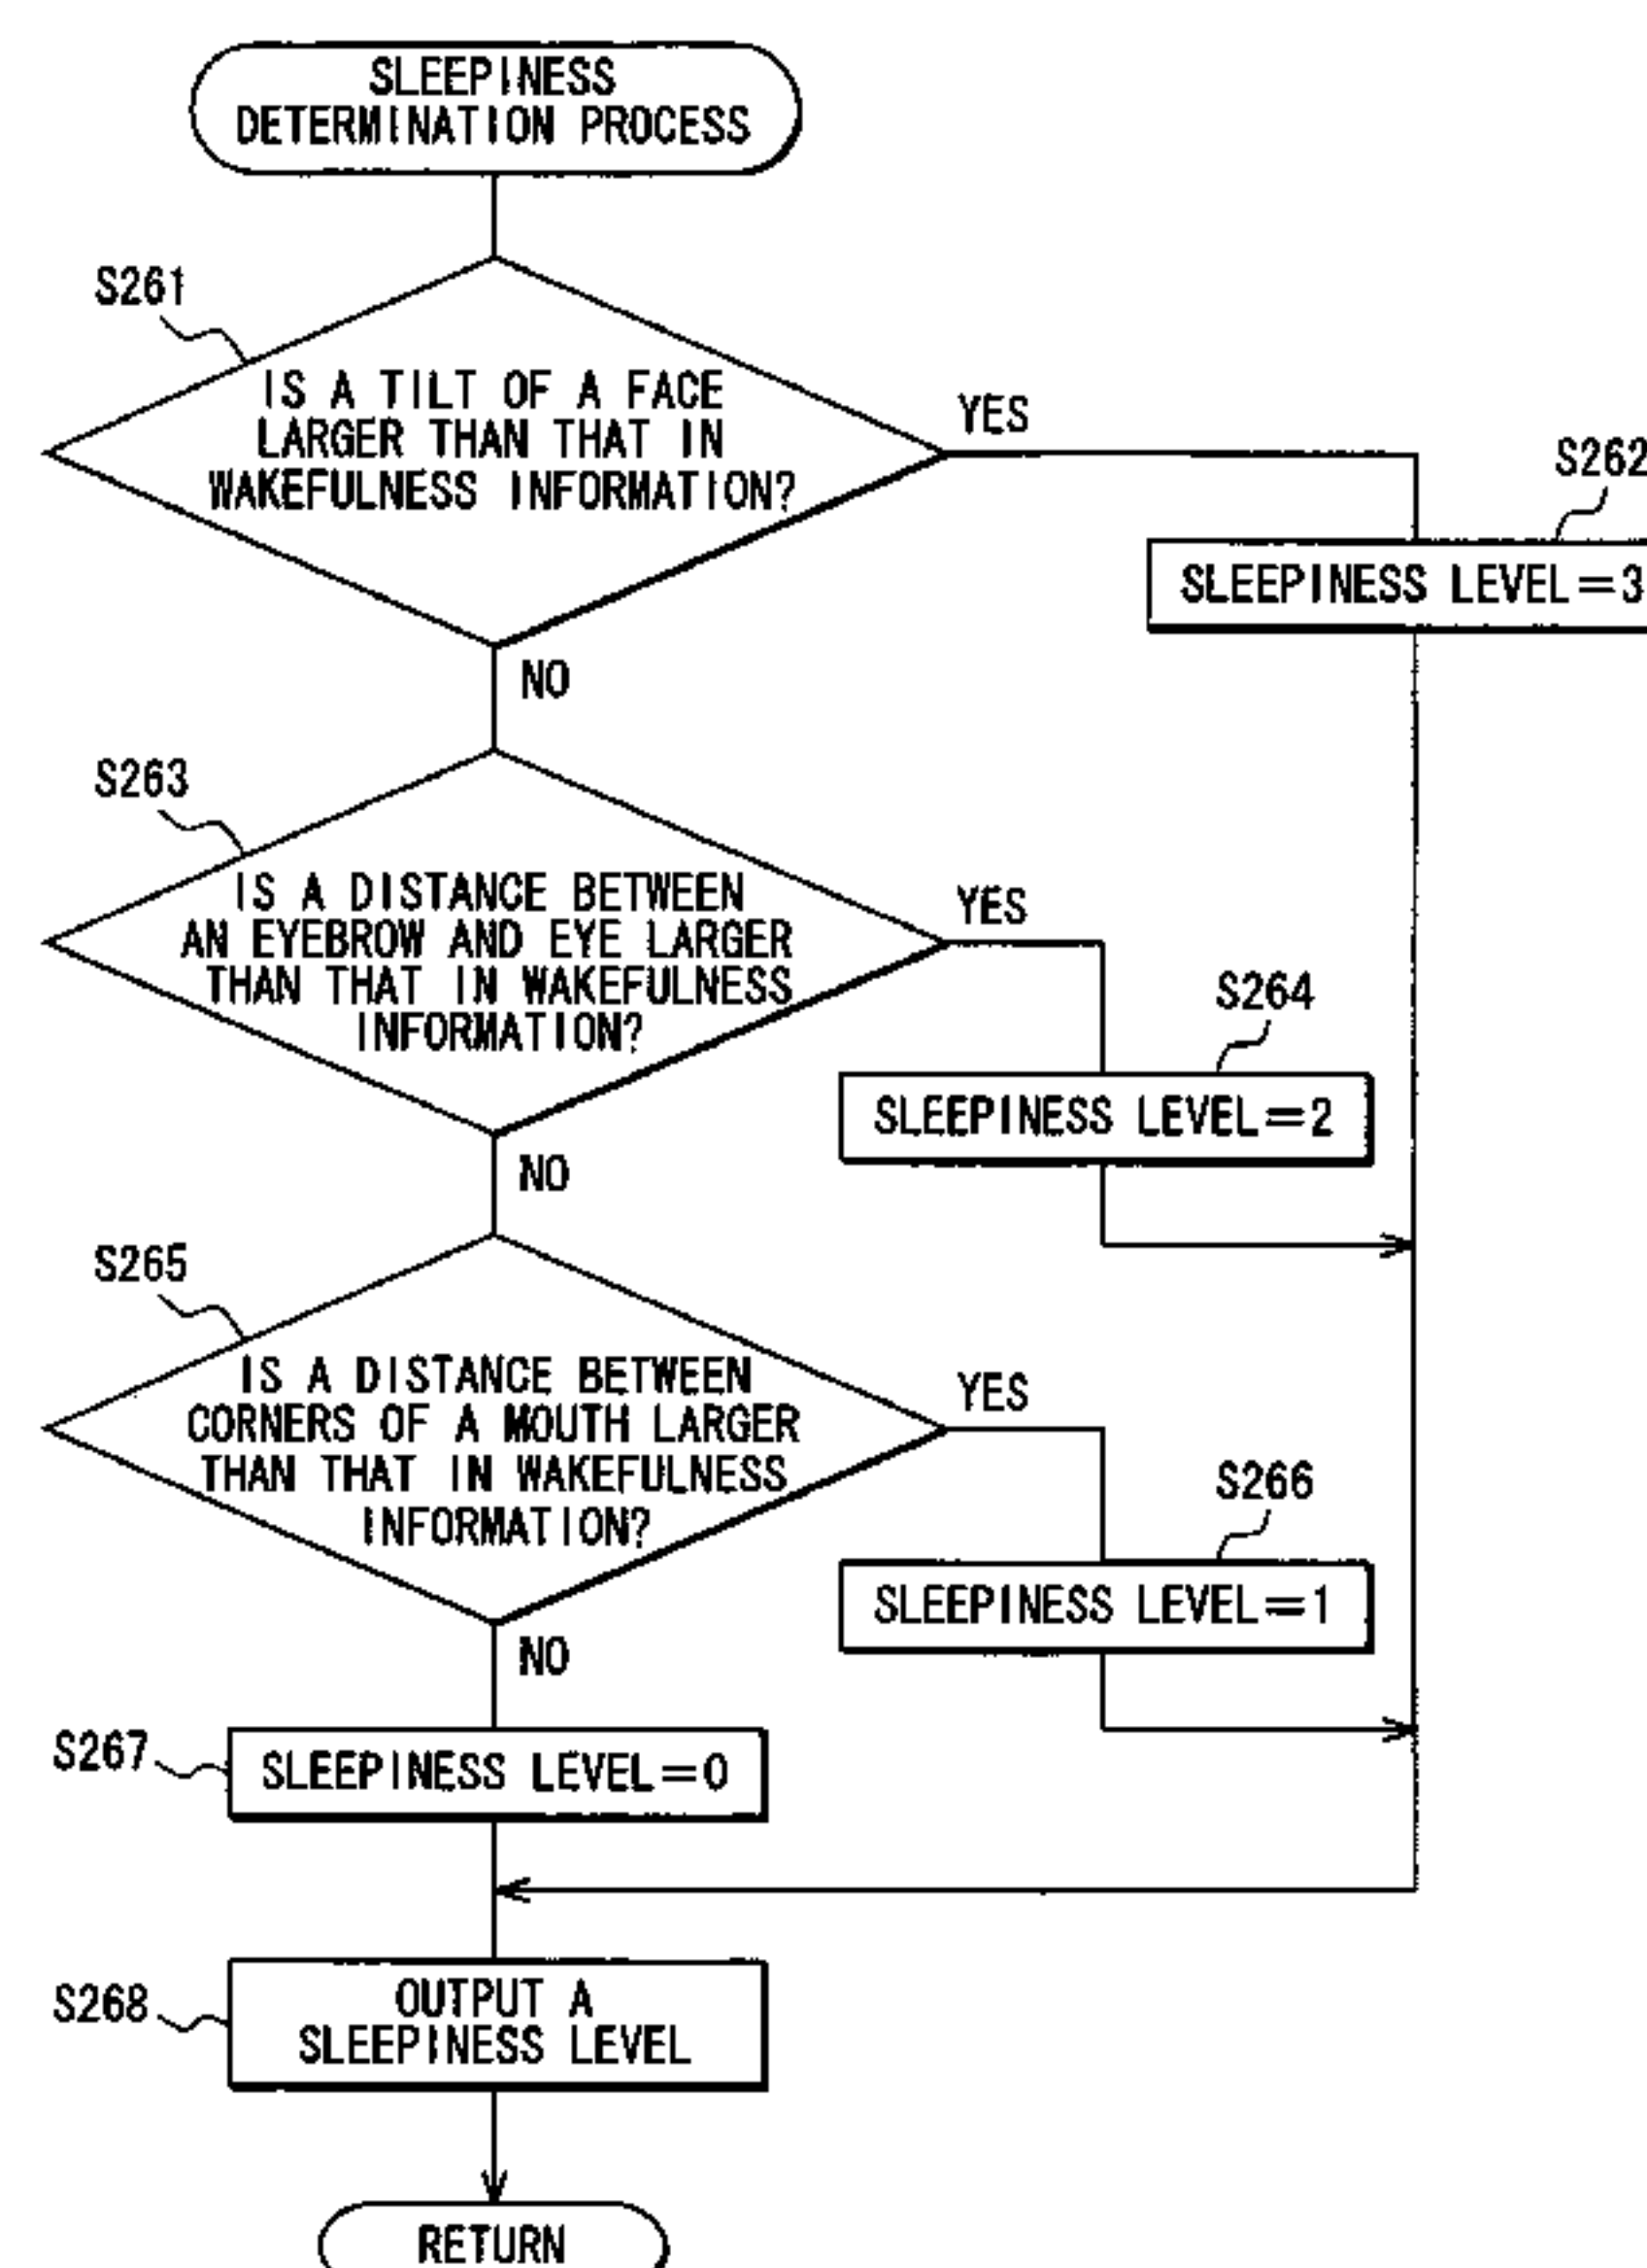 SLEEPINESS
DETERMINATION PROCESS
S261
IS A TILT OF A FACE
LARGER THAN THAT IN
WAKEFULNESS INFORMATION?
YES
S262
SLEEPINESS LEVEL=3
NO
S263
IS A DISTANCE BETWEEN
AN EYEBROW AND EYE LARGER
THAN THAT IN WAKEFULNESS
INFORMATION?
YES
S264
SLEEPINESS LEVEL=2
NO
S265
IS A DISTANCE BETWEEN
CORNERS OF A MOUTH LARGER
THAN THAT IN WAKEFULNESS
INFORMATION?
YES
S266
SLEEPINESS LEVEL=1
NO
S267
SLEEPINESS LEVEL=0
S268
OUTPUT A
SLEEPINESS LEVEL
RETURN